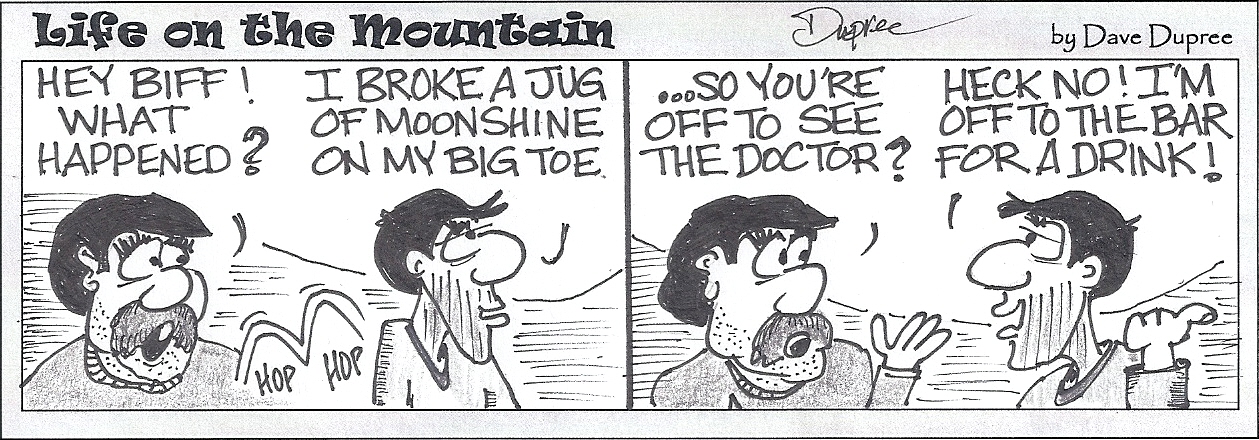 Life on the Mountain
Dupree
by Dave Dupree
HEY BIFF!
WHAT
HAPPENED?
I BROKE A JUG
OF MOONSHINE
ON MY BIG TOE.
HOP
HOP
...SO YOU'RE
OFF TO SEE
THE DOCTOR?
HECK NO! I'M
OFF TO THE BAR
FOR A DRINK!